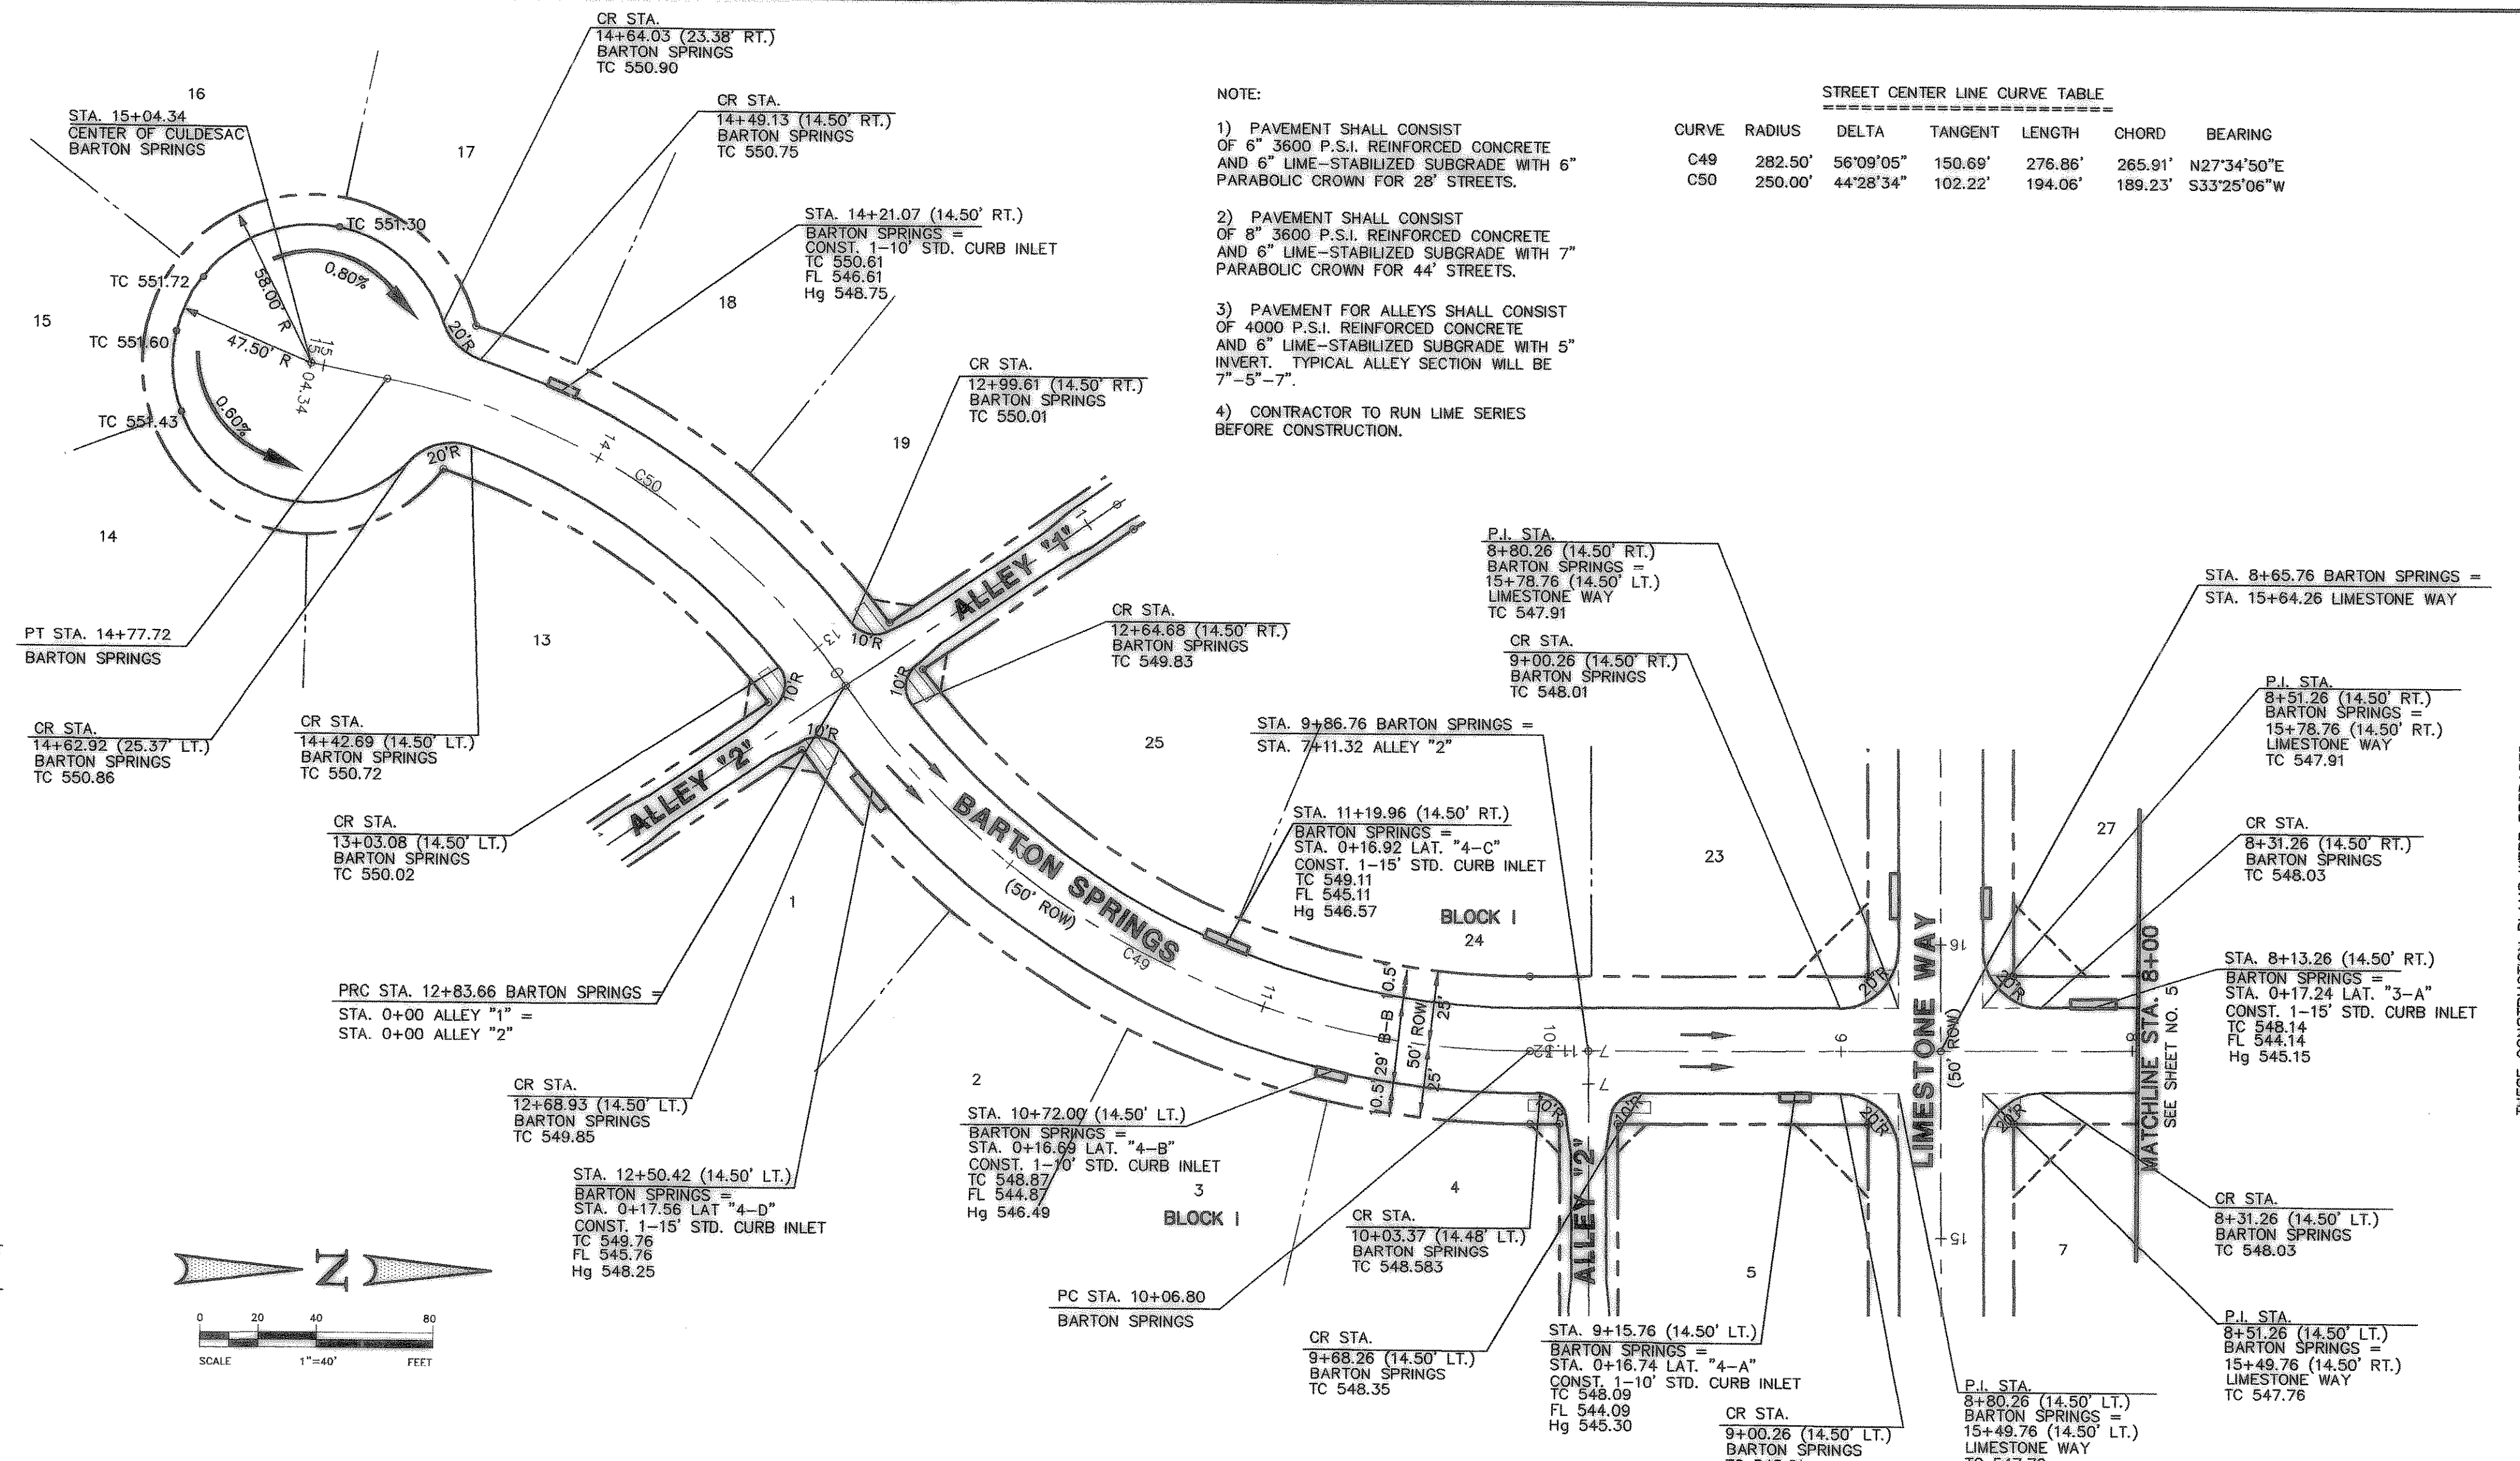 CR STA.
14+64.03 (23.38' RT.)
BARTON SPRINGS
TC 550.90
16
STA. 15+04.34
CENTER OF CULDESAC
BARTON SPRINGS
CR STA.
14+49.13 (14.50' RT.)
BARTON SPRINGS
TC 550.75
17
STA. 14+21.07 (14.50' RT.)
BARTON SPRINGS =
CONST. 1-10' STD. CURB INLET
TC 550.61
FL 546.61
Hg 548.75
18
NOTE:
1) PAVEMENT SHALL CONSIST
OF 6" 3600 P.S.I. REINFORCED CONCRETE
AND 6" LIME-STABILIZED SUBGRADE WITH 6"
PARABOLIC CROWN FOR 28' STREETS.
2) PAVEMENT SHALL CONSIST
OF 8" 3600 P.S.I. REINFORCED CONCRETE
AND 6" LIME-STABILIZED SUBGRADE WITH 7"
PARABOLIC CROWN FOR 44' STREETS.
3) PAVEMENT FOR ALLEYS SHALL CONSIST
OF 4000 P.S.I. REINFORCED CONCRETE
AND 6" LIME-STABILIZED SUBGRADE WITH 5"
INVERT. TYPICAL ALLEY SECTION WILL BE
7"-5"-7".
4) CONTRACTOR TO RUN LIME SERIES
BEFORE CONSTRUCTION.
STREET CENTER LINE CURVE TABLE
CURVE RADIUS DELTA TANGENT LENGTH CHORD BEARING
C49 282.50' 56°09'05" 150.69' 276.86' 265.91' N27°34'50"E
C50 250.00' 44°28'34" 102.22' 194.06' 189.23' S33°25'06"W
TC 551.30
TC 551.72
TC 551.60
TC 551.43
15
0.80%
0.60%
58.00' R
47.50' R
15
15
04.34
20'R
20'R
14
C50
CR STA.
12+99.61 (14.50' RT.)
BARTON SPRINGS
TC 550.01
19
14
13
PT STA. 14+77.72
BARTON SPRINGS
CR STA.
14+62.92 (25.37' LT.)
BARTON SPRINGS
TC 550.86
CR STA.
14+42.69 (14.50' LT.)
BARTON SPRINGS
TC 550.72
CR STA.
13+03.08 (14.50' LT.)
BARTON SPRINGS
TC 550.02
ALLEY "1"
1
13
0
10'R
10'R
10'R
10'R
ALLEY "2"
CR STA.
12+64.68 (14.50' RT.)
BARTON SPRINGS
TC 549.83
25
BARTON SPRINGS
(50' ROW)
C49
11
1
PRC STA. 12+83.66 BARTON SPRINGS =
STA. 0+00 ALLEY "1" =
STA. 0+00 ALLEY "2"
CR STA.
12+68.93 (14.50' LT.)
BARTON SPRINGS
TC 549.85
STA. 12+50.42 (14.50' LT.)
BARTON SPRINGS =
STA. 0+17.56 LAT "4-D"
CONST. 1-15' STD. CURB INLET
TC 549.76
FL 545.76
Hg 548.25
STA. 9+86.76 BARTON SPRINGS =
STA. 7+11.32 ALLEY "2"
STA. 11+19.96 (14.50' RT.)
BARTON SPRINGS =
STA. 0+16.92 LAT. "4-C"
CONST. 1-15' STD. CURB INLET
TC 549.11
FL 545.11
Hg 546.57
BLOCK I
24
2
STA. 10+72.00 (14.50' LT.)
BARTON SPRINGS =
STA. 0+16.69 LAT. "4-B"
CONST. 1-10' STD. CURB INLET
TC 548.87
FL 544.87
Hg 546.49
3
BLOCK I
10.5' 29' B-B 10.5'
25' 50' ROW 25'
10
7 11.32
7
4
CR STA.
10+03.37 (14.48' LT.)
BARTON SPRINGS
TC 548.583
PC STA. 10+06.80
BARTON SPRINGS
CR STA.
9+68.26 (14.50' LT.)
BARTON SPRINGS
TC 548.35
10'R
10'R
ALLEY "2"
5
STA. 9+15.76 (14.50' LT.)
BARTON SPRINGS =
STA. 0+16.74 LAT. "4-A"
CONST. 1-10' STD. CURB INLET
TC 548.09
FL 544.09
Hg 545.30
P.I. STA.
8+80.26 (14.50' RT.)
BARTON SPRINGS =
15+78.76 (14.50' LT.)
LIMESTONE WAY
TC 547.91
CR STA.
9+00.26 (14.50' RT.)
BARTON SPRINGS
TC 548.01
23
STA. 8+65.76 BARTON SPRINGS =
STA. 15+64.26 LIMESTONE WAY
P.I. STA.
8+51.26 (14.50' RT.)
BARTON SPRINGS =
15+78.76 (14.50' RT.)
LIMESTONE WAY
TC 547.91
27
CR STA.
8+31.26 (14.50' RT.)
BARTON SPRINGS
TC 548.03
STA. 8+13.26 (14.50' RT.)
BARTON SPRINGS =
STA. 0+17.24 LAT. "3-A"
CONST. 1-15' STD. CURB INLET
TC 548.14
FL 544.14
Hg 545.15
LIMESTONE WAY
(50' ROW)
16
15
9
8
20'R
20'R
20'R
20'R
MATCHLINE STA. 8+00
SEE SHEET NO. 5
CR STA.
8+31.26 (14.50' LT.)
BARTON SPRINGS
TC 548.03
7
P.I. STA.
8+51.26 (14.50' LT.)
BARTON SPRINGS =
15+49.76 (14.50' RT.)
LIMESTONE WAY
TC 547.76
P.I. STA.
8+80.26 (14.50' LT.)
BARTON SPRINGS =
15+49.76 (14.50' LT.)
LIMESTONE WAY
CR STA.
9+00.26 (14.50' LT.)
BARTON SPRINGS
N
0 20 40 80
SCALE 1"=40' FEET